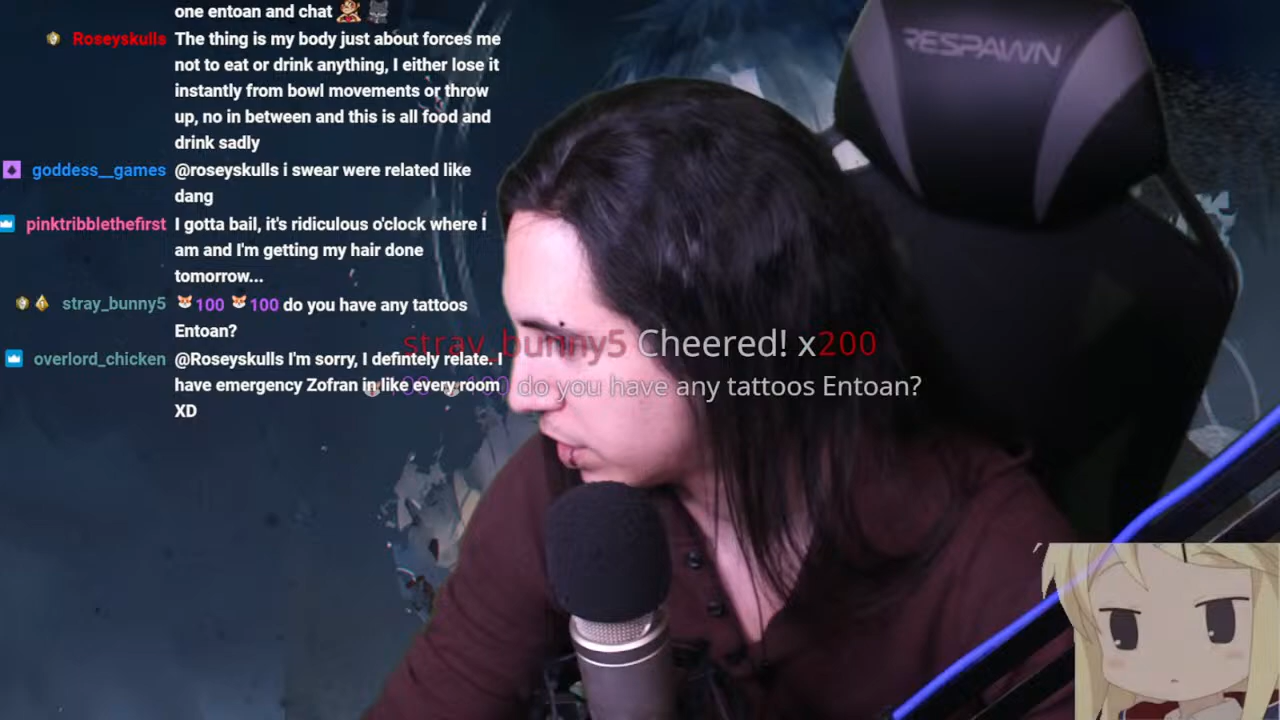 one entoan and chat
RESPAWN
Roseyskulls The thing is my body just about forces me
not to eat or drink anything, I either lose it
instantly from bowl movements or throw
up, no in between and this is all food and
drink sadly
goddess__games @roseyskulls i swear were related like
dang
pinktribblethefirst I gotta bail, it's ridiculous o'clock where I
am and I'm getting my hair done
tomorrow...
stray_bunny5 100 100 do you have any tattoos
Entoan?
stray_bunny5 Cheered! x200
overlord_chicken @Roseyskulls I'm sorry, I defintely relate. I
have emergency Zofran in like every room
XD
100 100 do you have any tattoos Entoan?